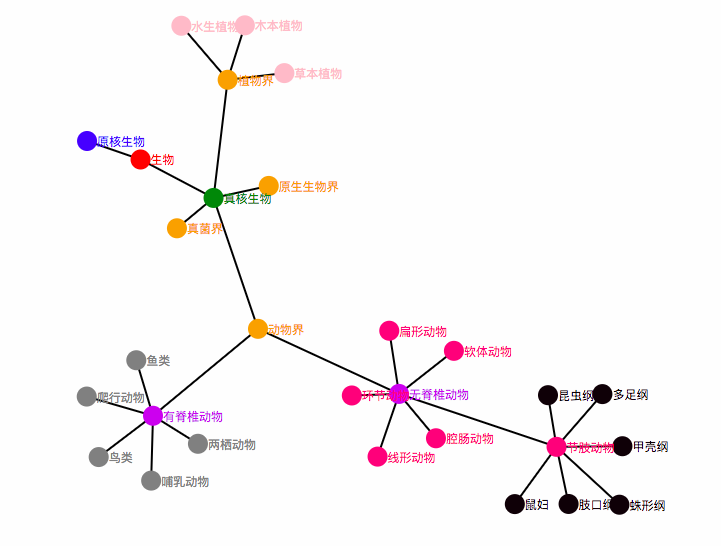 水生植物
木本植物
草本植物
植物界
原核生物
生物
原生生物界
真核生物
真菌界
动物界
扁形动物
软体动物
鱼类
爬行动物
环节动物
无脊椎动物
昆虫纲
多足纲
有脊椎动物
两栖动物
腔肠动物
节肢动物
甲壳纲
鸟类
线形动物
哺乳动物
鼠妇
肢口纲
蛛形纲